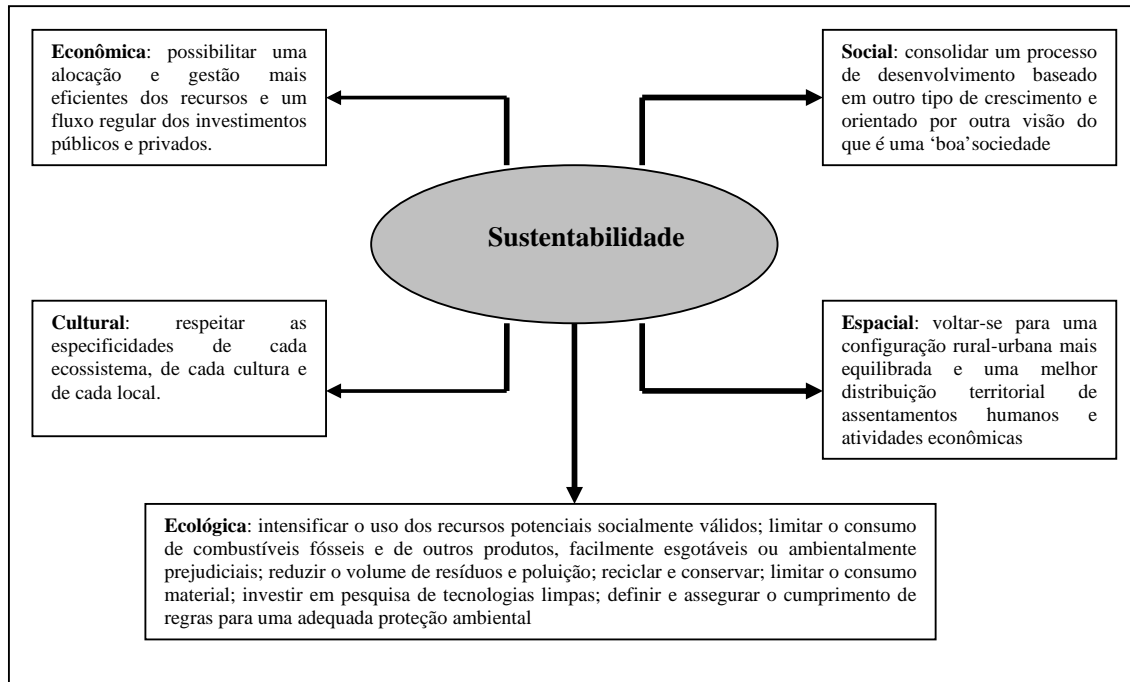 Econômica: possibilitar uma
alocação e gestão mais
eficientes dos recursos e um
fluxo regular dos investimentos
públicos e privados.
Social: consolidar um processo
de desenvolvimento baseado
em outro tipo de crescimento e
orientado por outra visão do
que é uma ‘boa’sociedade
Sustentabilidade
Cultural: respeitar as
especificidades de cada
ecossistema, de cada cultura e
de cada local.
Espacial: voltar-se para uma
configuração rural-urbana mais
equilibrada e uma melhor
distribuição territorial de
assentamentos humanos e
atividades econômicas
Ecológica: intensificar o uso dos recursos potenciais socialmente válidos; limitar o consumo
de combustíveis fósseis e de outros produtos, facilmente esgotáveis ou ambientalmente
prejudiciais; reduzir o volume de resíduos e poluição; reciclar e conservar; limitar o consumo
material; investir em pesquisa de tecnologias limpas; definir e assegurar o cumprimento de
regras para uma adequada proteção ambiental